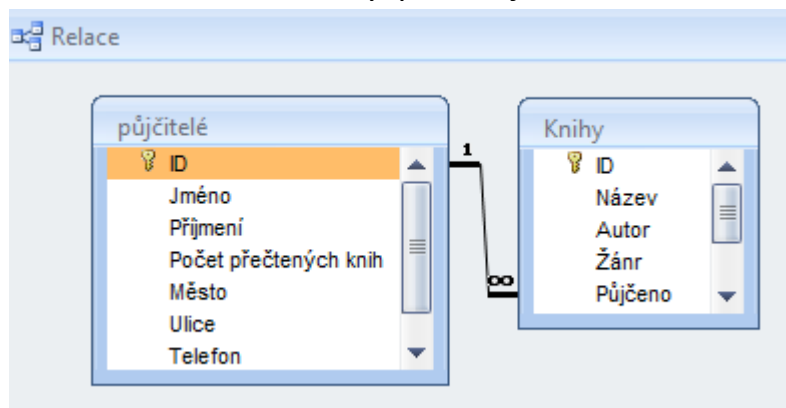 Relace
půjčitelé
ID
Jméno
Příjmení
Počet přečtených knih
Město
Ulice
Telefon
1
∞
Knihy
ID
Název
Autor
Žánr
Půjčeno